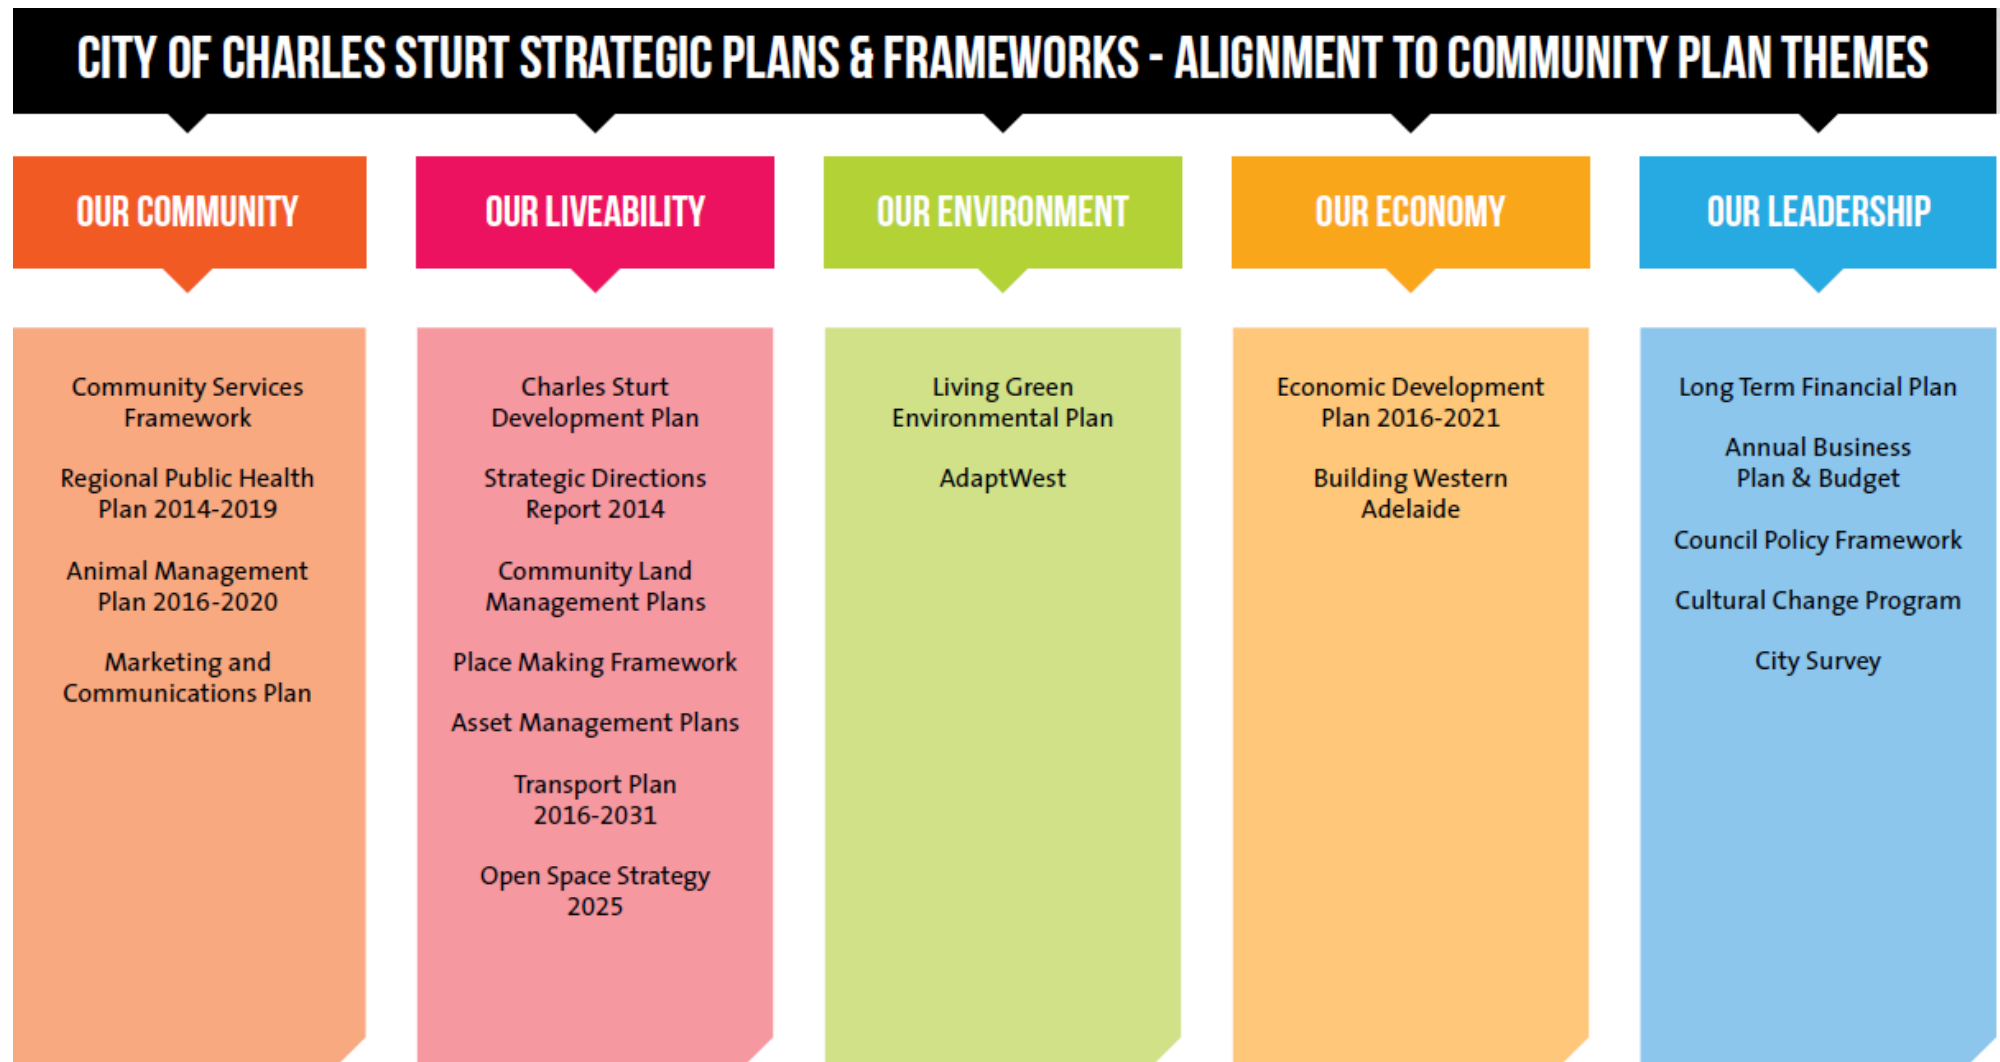 CITY OF CHARLES STURT STRATEGIC PLANS & FRAMEWORKS - ALIGNMENT TO COMMUNITY PLAN THEMES
OUR COMMUNITY
Community Services
Framework
Regional Public Health
Plan 2014-2019
Animal Management
Plan 2016-2020
Marketing and
Communications Plan
OUR LIVEABILITY
Charles Sturt
Development Plan
Strategic Directions
Report 2014
Community Land
Management Plans
Place Making Framework
Asset Management Plans
Transport Plan
2016-2031
Open Space Strategy
2025
OUR ENVIRONMENT
Living Green
Environmental Plan
AdaptWest
OUR ECONOMY
Economic Development
Plan 2016-2021
Building Western
Adelaide
OUR LEADERSHIP
Long Term Financial Plan
Annual Business
Plan & Budget
Council Policy Framework
Cultural Change Program
City Survey